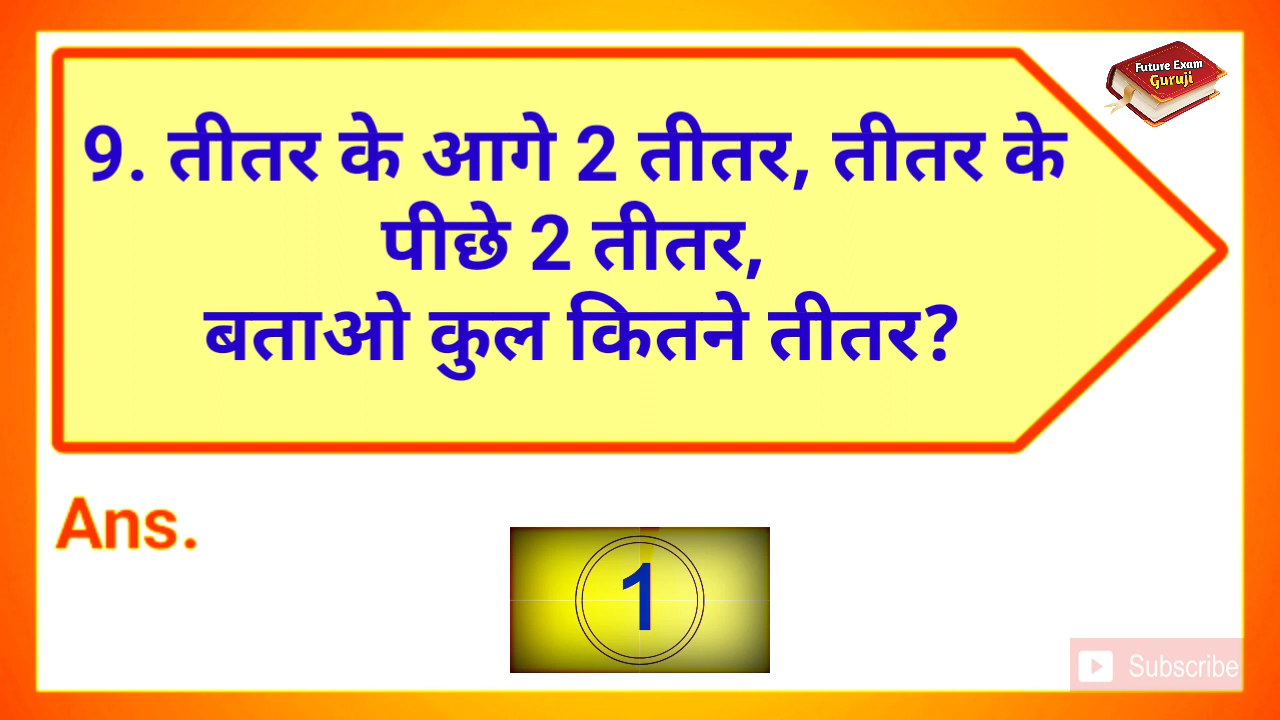 Future Exam
Guruji
9. तीतर के आगे 2 तीतर, तीतर के
पीछे 2 तीतर,
बताओ कुल कितने तीतर?
Ans.
1
Subscribe